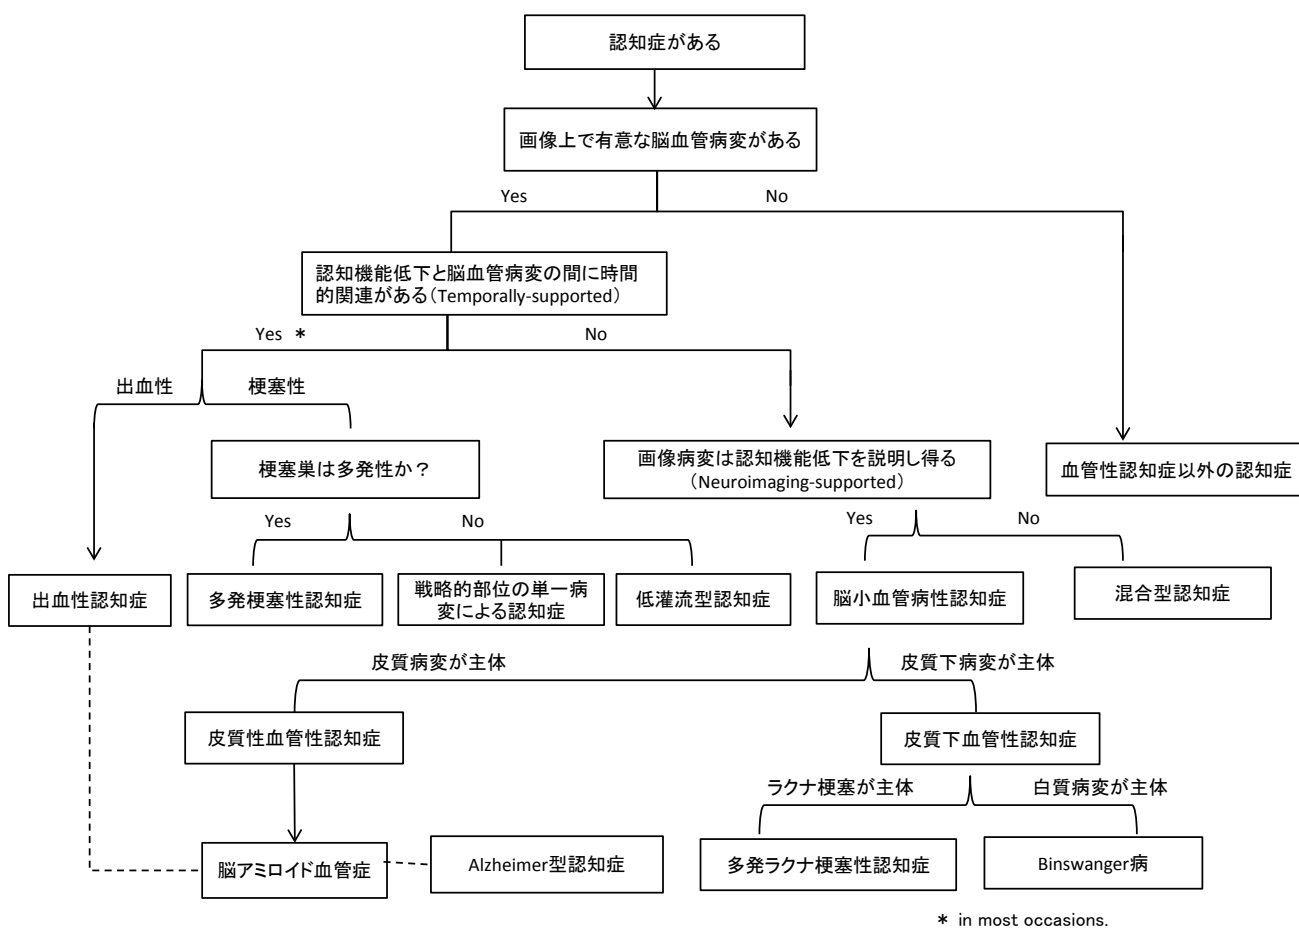 認知症がある
画像上で有意な脳血管病変がある
Yes
No
認知機能低下と脳血管病変の間に時間
的関連がある(Temporally-supported)
Yes *
No
出血性
梗塞性
梗塞巣は多発性か？
画像病変は認知機能低下を説明し得る
(Neuroimaging-supported)
血管性認知症以外の認知症
Yes
No
Yes
No
出血性認知症
多発梗塞性認知症
戦略的部位の単一病
変による認知症
低灌流型認知症
脳小血管病性認知症
混合型認知症
皮質病変が主体
皮質下病変が主体
皮質性血管性認知症
皮質下血管性認知症
ラクナ梗塞が主体
白質病変が主体
脳アミロイド血管症
Alzheimer型認知症
多発ラクナ梗塞性認知症
Binswanger病
* in most occasions.